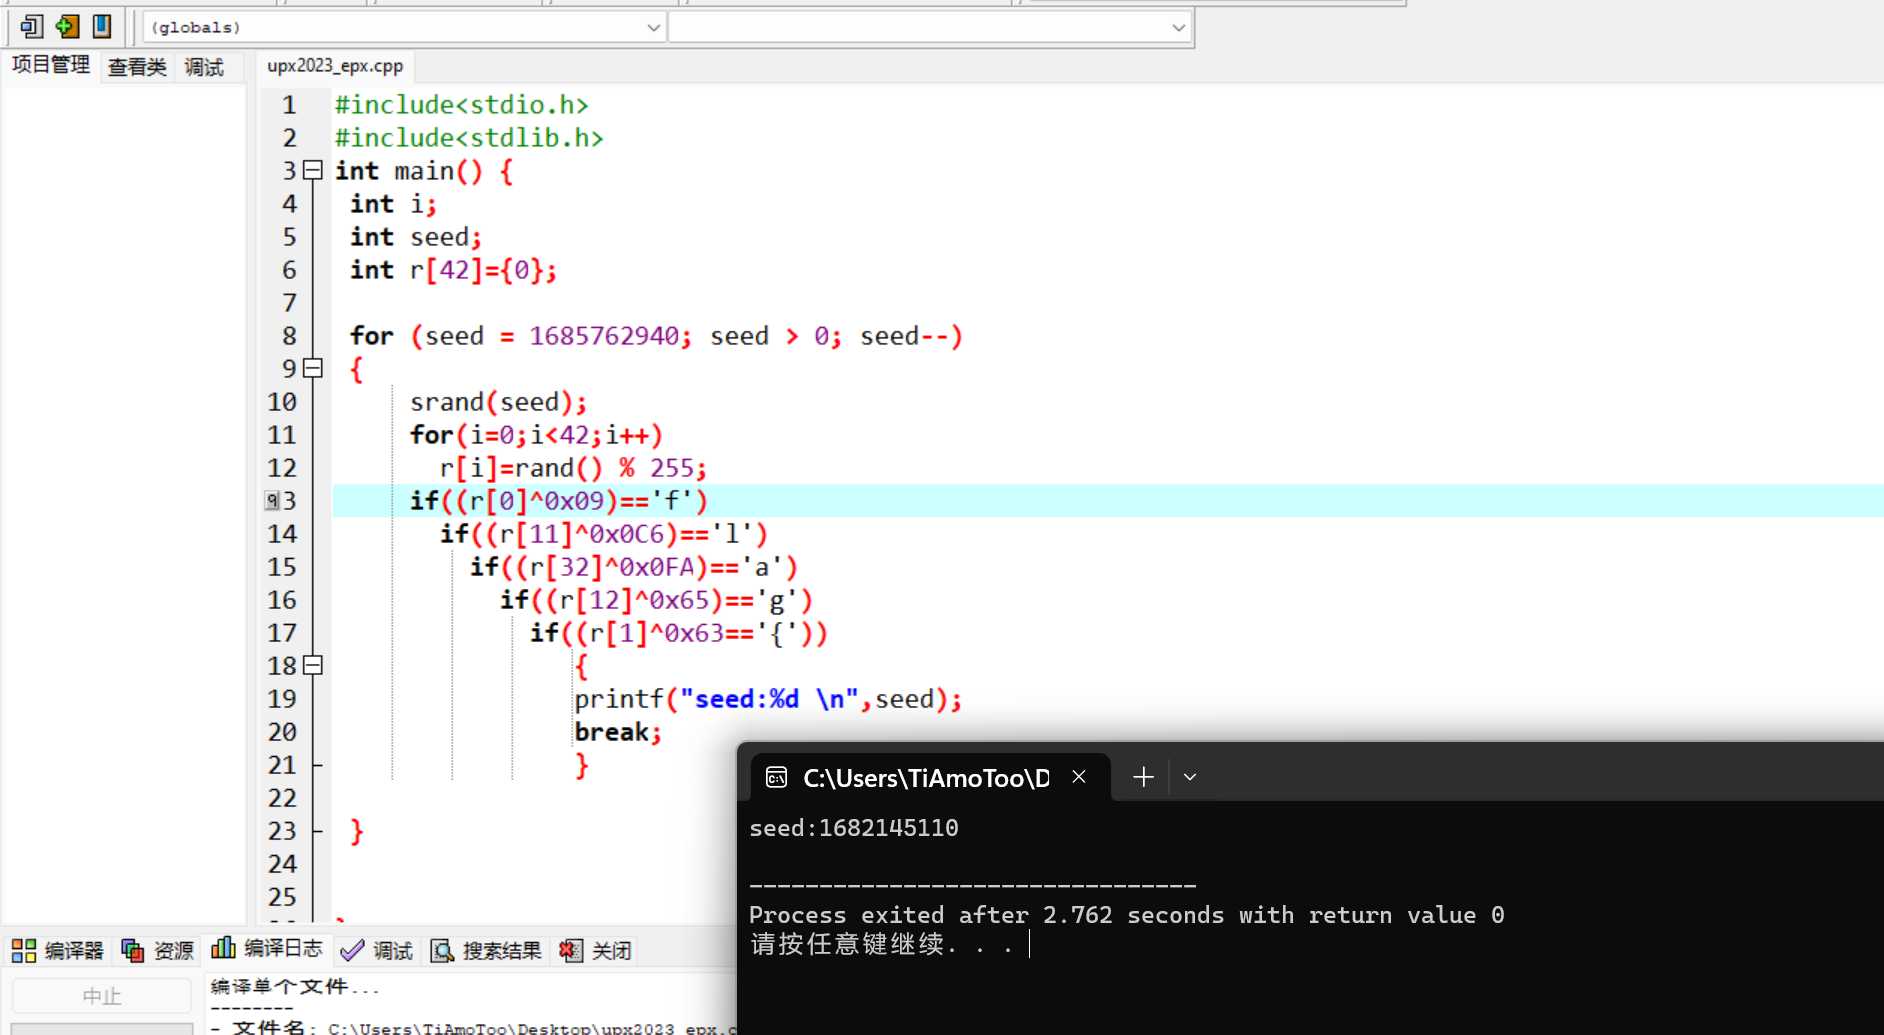 (globals)
项目管理 查看类 调试
upx2023_epx.cpp
1 #include<stdio.h>
2 #include<stdlib.h>
3 int main() {
4 int i;
5 int seed;
6 int r[42]={0};
7
8 for (seed = 1685762940; seed > 0; seed--)
9 {
10 srand(seed);
11 for(i=0;i<42;i++)
12 r[i]=rand() % 255;
3 if((r[0]^0x09)=='f')
14 if((r[11]^0x0C6)=='l')
15 if((r[32]^0x0FA)=='a')
16 if((r[12]^0x65)=='g')
17 if((r[1]^0x63=='{'))
18 {
19 printf("seed:%d \n",seed);
20 break;
21 }
22
23 }
24
25
C:\Users\TiAmoToo\D
seed:1682145110
--------------------------------
Process exited after 2.762 seconds with return value 0
请按任意键继续. . .
编译器 资源 编译日志 调试 搜索结果 关闭
中止
编译单个文件...
--------
- 文件名: C:\Users\TiAmoToo\Desktop\upx2023_epx.c